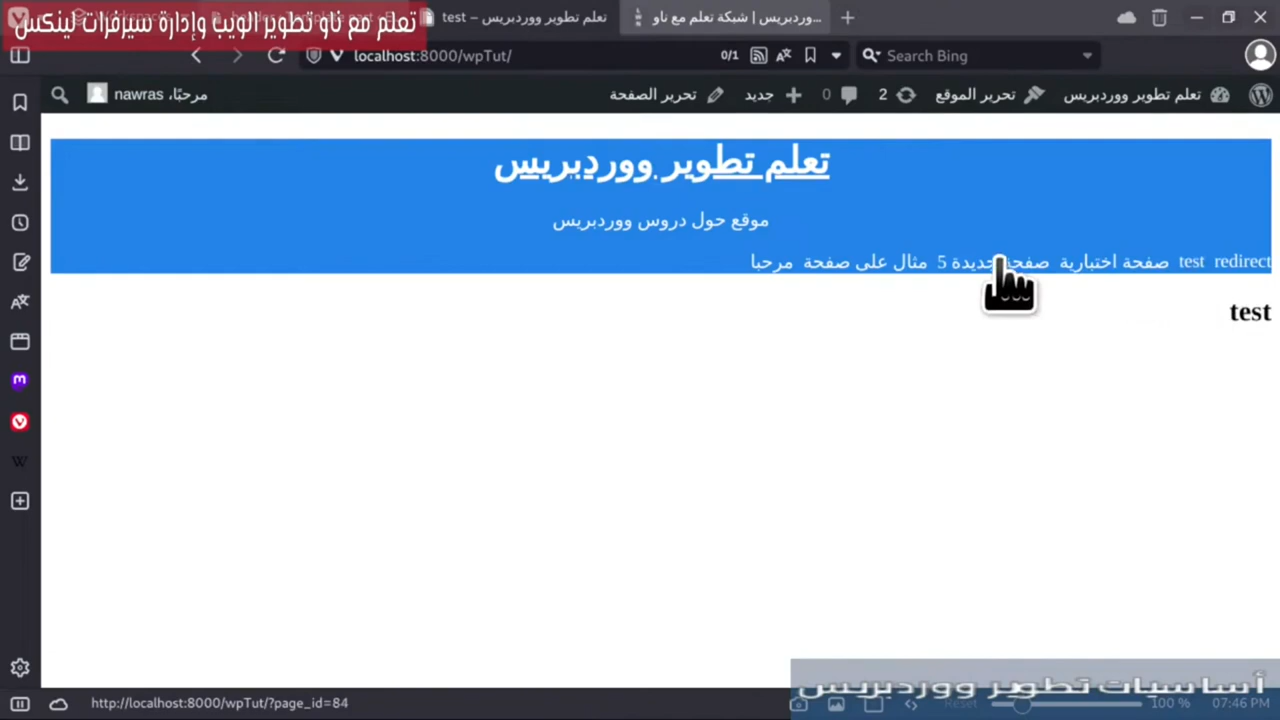 تعلم مع ناو تطوير الويب وإدارة سيرفرات لينكس
test – تعلم تطوير ووردبريس
...وردبريس | شبكة تعلم مع ناو
localhost:8000/wpTut/
0/1
Search Bing
تعلم تطوير ووردبريس
تحرير الموقع
2
0
جديد
تحرير الصفحة
مرحبًا، nawras
تعلم تطوير ووردبريس
موقع حول دروس ووردبريس
redirect test صفحة اختبارية صفحة جديدة 5 مثال على صفحة مرحبا
test
http://localhost:8000/wpTut/?page_id=84
أساسيات تطوير ووردبريس
Reset
100 %
07:46 PM